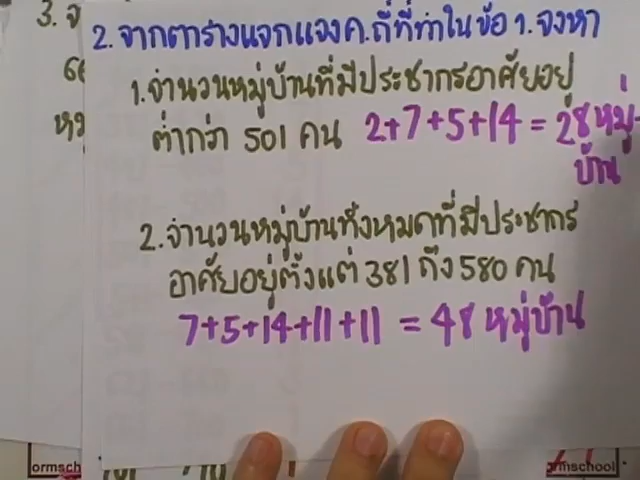 3. จ
2. จากตารางแจกแจงค.ถี่ที่ทำในข้อ 1. จงหา
1. จำนวนหมู่บ้านที่มีประชากรอาศัยอยู่
ต่ำกว่า 501 คน 2+7+5+14 = 28 หมู่-
บ้าน
2. จำนวนหมู่บ้านทั้งหมดที่มีประชากร
อาศัยอยู่ตั้งแต่ 381 ถึง 580 คน
7+5+14+11+11 = 48 หมู่บ้าน
ormsch
ormschool